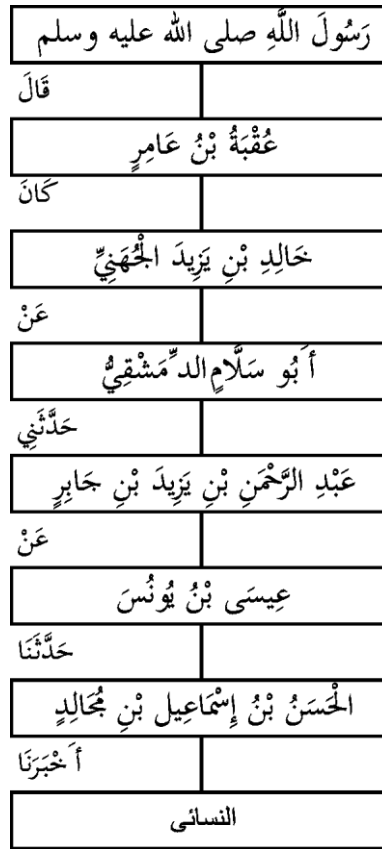 رَسُولَ اللَّهِ صلى الله عليه وسلم
قَالَ
عُقْبَةُ بْنُ عَامِرٍ
كَانَ
خَالِدِ بْنِ يَزِيدَ الْجُهَنِيِّ
عَنْ
أَبُو سَلَّامٍ الدِّمَشْقِيُّ
حَدَّثَنِي
عَبْدِ الرَّحْمَنِ بْنِ يَزِيدَ بْنِ جَابِرٍ
عَنْ
عِيسَى بْنُ يُونُسَ
حَدَّثَنَا
الْحَسَنُ بْنُ إِسْمَاعِيل بْنِ مُجَالِدٍ
أَخْبَرَنَا
النسائى